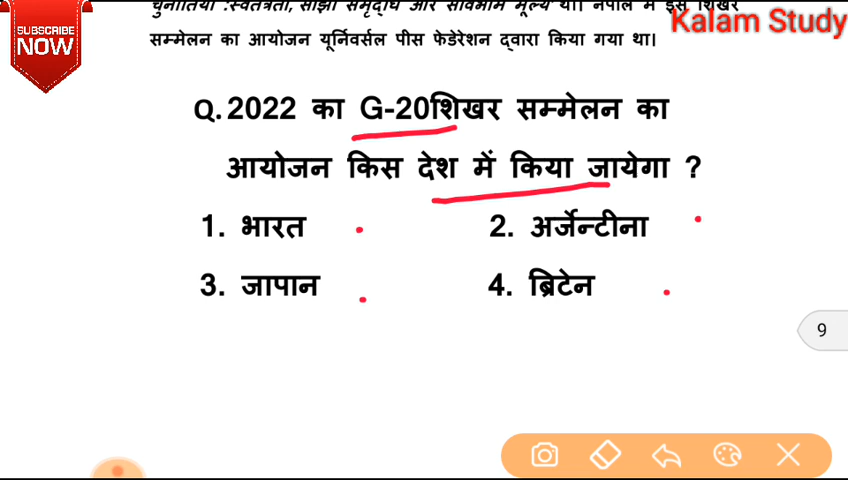 चुनौतियां :स्वतंत्रता, साझा समृद्धि और सार्वभौम मूल्य थी। नेपाल में इस शिखर
Kalam Study
SUBSCRIBE
NOW
सम्मेलन का आयोजन यूनिवर्सल पीस फेडेरेशन द्वारा किया गया था।
Q. 2022 का G-20शिखर सम्मेलन का
आयोजन किस देश में किया जायेगा ?
1. भारत 2. अर्जेन्टीना
3. जापान 4. ब्रिटेन
9